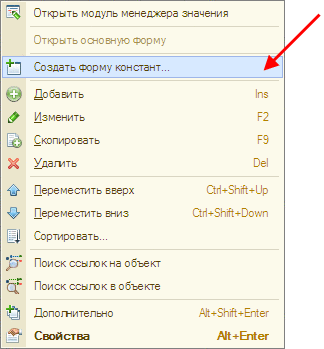 Открыть модуль менеджера значения
Открыть основную форму
Создать форму констант...
Добавить Ins
Изменить F2
Скопировать F9
Удалить Del
Переместить вверх Ctrl+Shift+Up
Переместить вниз Ctrl+Shift+Down
Сортировать...
Поиск ссылок на объект
Поиск ссылок в объекте
Дополнительно Alt+Shift+Enter
Свойства Alt+Enter